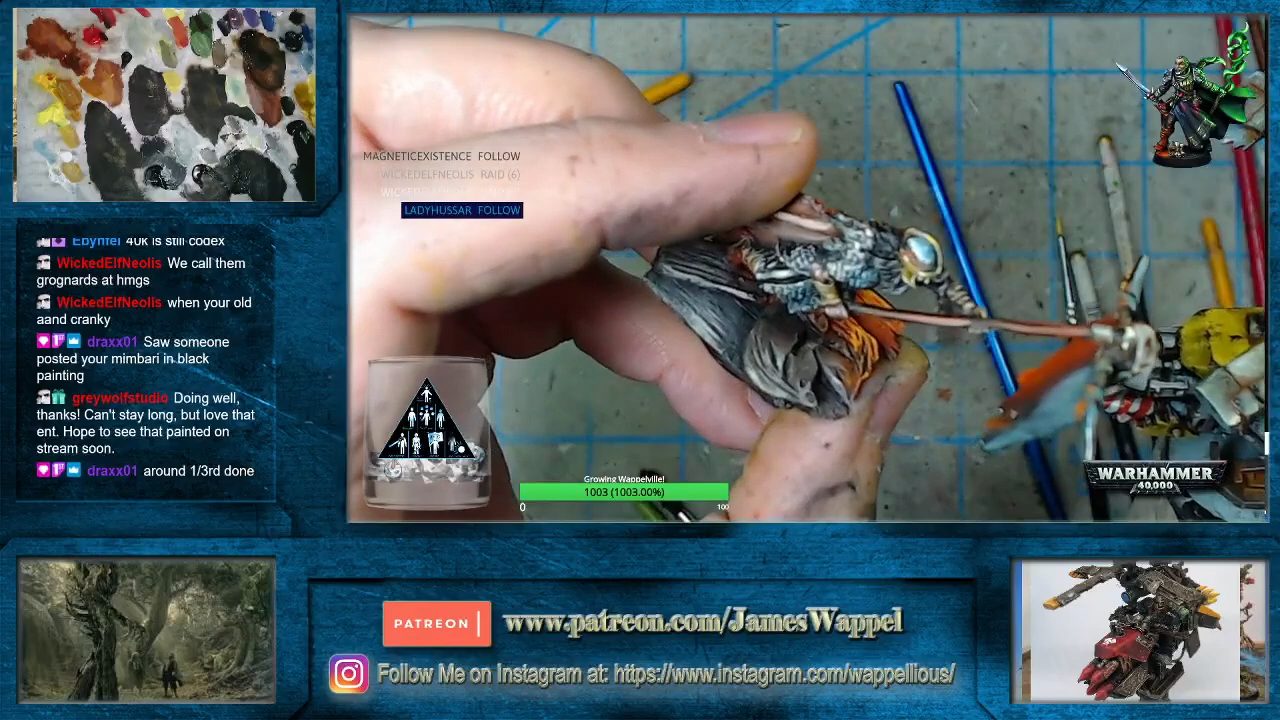 Ebynfel 40k is still codex
WickedElfNeolis We call them
grognards at hmgs
WickedElfNeolis when your old
aand cranky
draxx01 Saw someone
posted your mimbari in black
painting
greywolfstudio Doing well,
thanks! Can't stay long, but love that
ent. Hope to see that painted on
stream soon.
draxx01 around 1/3rd done
MAGNETICEXISTENCE FOLLOW
WICKEDELFNEOLIS RAID (6)
LADYHUSSAR FOLLOW
Growing Wappelville!
1003 (1003.00%)
0
100
WARHAMMER
40,000
PATREON
www.patreon.com/JamesWappel
Follow Me on Instagram at: https://www.instagram.com/wappellious/